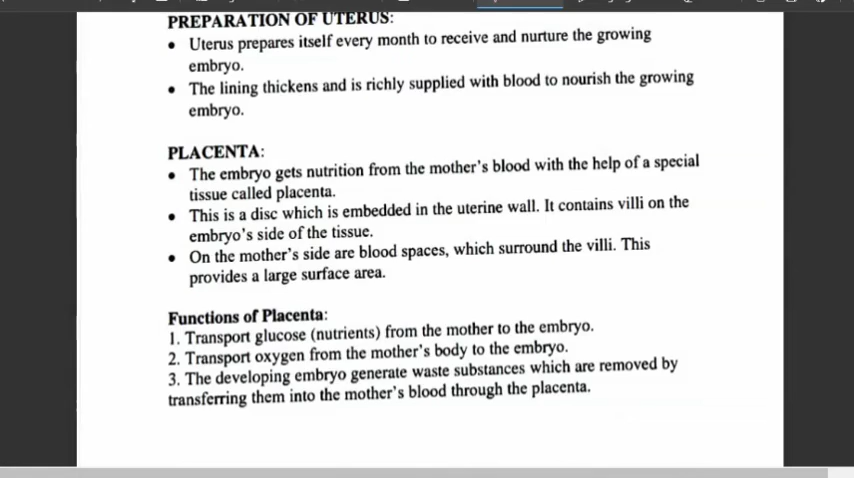 PREPARATION OF UTERUS:
• Uterus prepares itself every month to receive and nurture the growing
embryo.
• The lining thickens and is richly supplied with blood to nourish the growing
embryo.
PLACENTA:
• The embryo gets nutrition from the mother's blood with the help of a special
tissue called placenta.
• This is a disc which is embedded in the uterine wall. It contains villi on the
embryo's side of the tissue.
• On the mother's side are blood spaces, which surround the villi. This
provides a large surface area.
Functions of Placenta:
1. Transport glucose (nutrients) from the mother to the embryo.
2. Transport oxygen from the mother's body to the embryo.
3. The developing embryo generate waste substances which are removed by
transferring them into the mother's blood through the placenta.